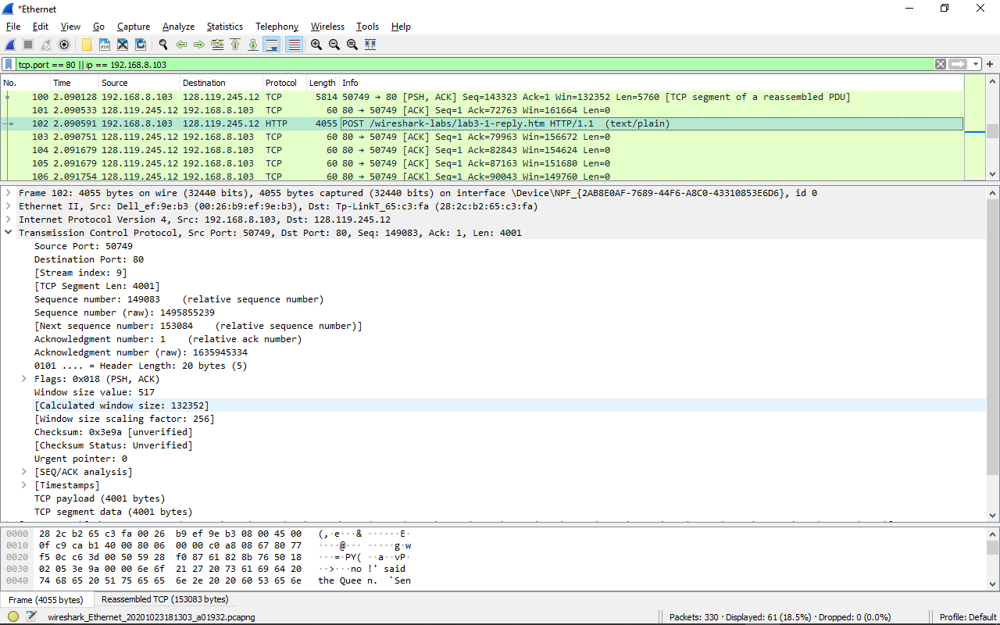 *Ethernet
File Edit View Go Capture Analyze Statistics Telephony Wireless Tools Help
tcp.port == 80 || ip == 192.168.8.103
No. Time Source Destination Protocol Length Info
100 2.090128 192.168.8.103 128.119.245.12 TCP 5814 50749 → 80 [PSH, ACK] Seq=143323 Ack=1 Win=132352 Len=5760 [TCP segment of a reassembled PDU]
101 2.090533 128.119.245.12 192.168.8.103 TCP 60 80 → 50749 [ACK] Seq=1 Ack=72763 Win=161664 Len=0
102 2.090591 192.168.8.103 128.119.245.12 HTTP 4055 POST /wireshark-labs/lab3-1-reply.htm HTTP/1.1 (text/plain)
103 2.090751 128.119.245.12 192.168.8.103 TCP 60 80 → 50749 [ACK] Seq=1 Ack=79963 Win=156672 Len=0
104 2.091679 128.119.245.12 192.168.8.103 TCP 60 80 → 50749 [ACK] Seq=1 Ack=82843 Win=154624 Len=0
105 2.091679 128.119.245.12 192.168.8.103 TCP 60 80 → 50749 [ACK] Seq=1 Ack=87163 Win=151680 Len=0
106 2.091754 128.119.245.12 192.168.8.103 TCP 60 80 → 50749 [ACK] Seq=1 Ack=90043 Win=149760 Len=0
Frame 102: 4055 bytes on wire (32440 bits), 4055 bytes captured (32440 bits) on interface \Device\NPF_{2AB8E0AF-7689-44F6-A8C0-43310853E6D6}, id 0
Ethernet II, Src: Dell_ef:9e:b3 (00:26:b9:ef:9e:b3), Dst: Tp-LinkT_65:c3:fa (28:2c:b2:65:c3:fa)
Internet Protocol Version 4, Src: 192.168.8.103, Dst: 128.119.245.12
Transmission Control Protocol, Src Port: 50749, Dst Port: 80, Seq: 149083, Ack: 1, Len: 4001
Source Port: 50749
Destination Port: 80
[Stream index: 9]
[TCP Segment Len: 4001]
Sequence number: 149083 (relative sequence number)
Sequence number (raw): 1495855239
[Next sequence number: 153084 (relative sequence number)]
Acknowledgment number: 1 (relative ack number)
Acknowledgment number (raw): 1635945334
0101 .... = Header Length: 20 bytes (5)
Flags: 0x018 (PSH, ACK)
Window size value: 517
[Calculated window size: 132352]
[Window size scaling factor: 256]
Checksum: 0x3e9a [unverified]
[Checksum Status: Unverified]
Urgent pointer: 0
[SEQ/ACK analysis]
[Timestamps]
TCP payload (4001 bytes)
TCP segment data (4001 bytes)
0000 28 2c b2 65 c3 fa 00 26 b9 ef 9e b3 08 00 45 00 (,·e···& ······E·
0010 0f c9 ca b1 40 00 80 06 00 00 c0 a8 08 67 80 77 ····@··· ·····g·w
0020 f5 0c c6 3d 00 50 59 28 f0 87 61 82 8b 76 50 18 ···=·PY( ··a··vP·
0030 02 05 3e 9a 00 00 6e 6f 21 27 20 73 61 69 64 20 ··>···no !' said
0040 74 68 65 20 51 75 65 65 6e 2e 20 20 60 53 65 6e the Quee n. `Sen
Frame (4055 bytes) Reassembled TCP (153083 bytes)
wireshark_Ethernet_20201023181303_a01932.pcapng Packets: 330 · Displayed: 61 (18.5%) · Dropped: 0 (0.0%) Profile: Default